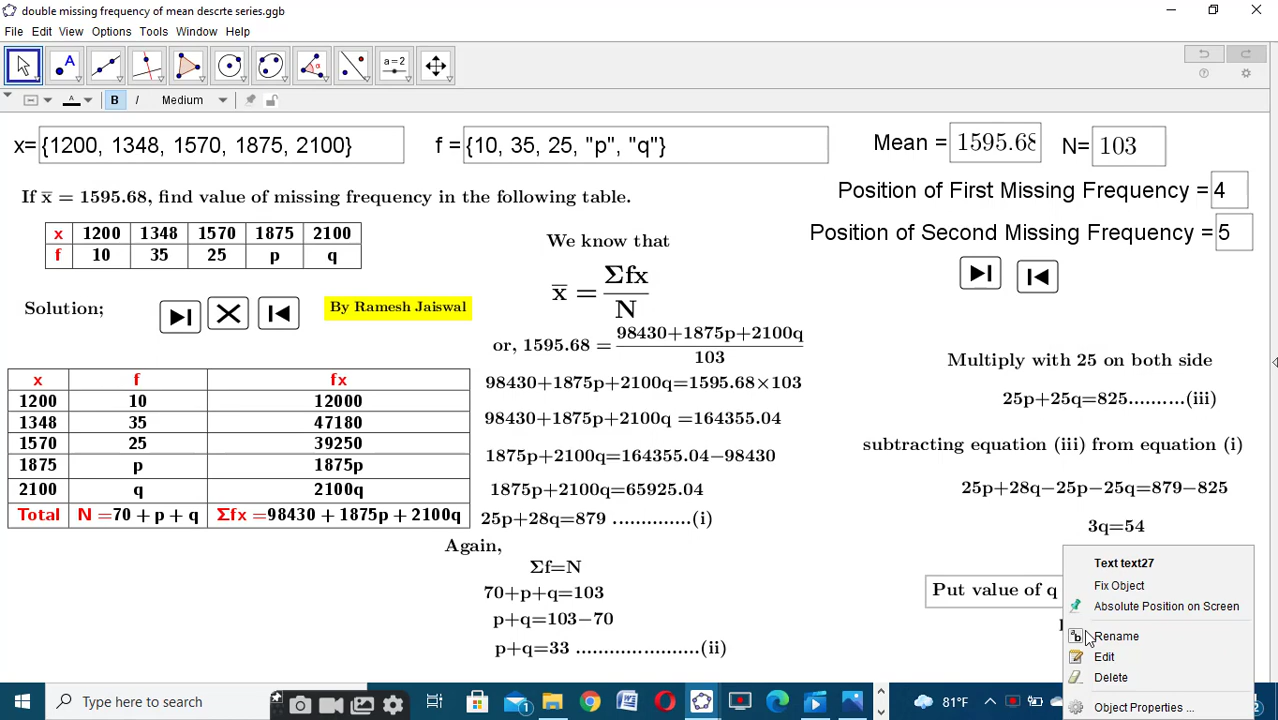 double missing frequency of mean descrte series.ggb
File Edit View Options Tools Window Help
A
a=2
A B I Medium
x= {1200, 1348, 1570, 1875, 2100}
f = {10, 35, 25, "p", "q"}
Mean = 1595.68 N= 103
Position of First Missing Frequency = 4
Position of Second Missing Frequency = 5
If x̅ = 1595.68, find value of missing frequency in the following table.
x 1200 1348 1570 1875 2100
f 10 35 25 p q
Solution;
By Ramesh Jaiswal
x f fx
1200 10 12000
1348 35 47180
1570 25 39250
1875 p 1875p
2100 q 2100q
Total N =70 + p + q Σfx =98430 + 1875p + 2100q
We know that
x̅ = Σfx
N
or, 1595.68 = 98430+1875p+2100q
103
98430+1875p+2100q=1595.68×103
98430+1875p+2100q =164355.04
1875p+2100q=164355.04−98430
1875p+2100q=65925.04
25p+28q=879 ..............(i)
Again,
Σf=N
70+p+q=103
p+q=103−70
p+q=33 ......................(ii)
Multiply with 25 on both side
25p+25q=825..........(iii)
subtracting equation (iii) from equation (i)
25p+28q−25p−25q=879−825
3q=54
Put value of q
Text text27
Fix Object
Absolute Position on Screen
Rename
Edit
Delete
Object Properties ...
Type here to search
1
81°F